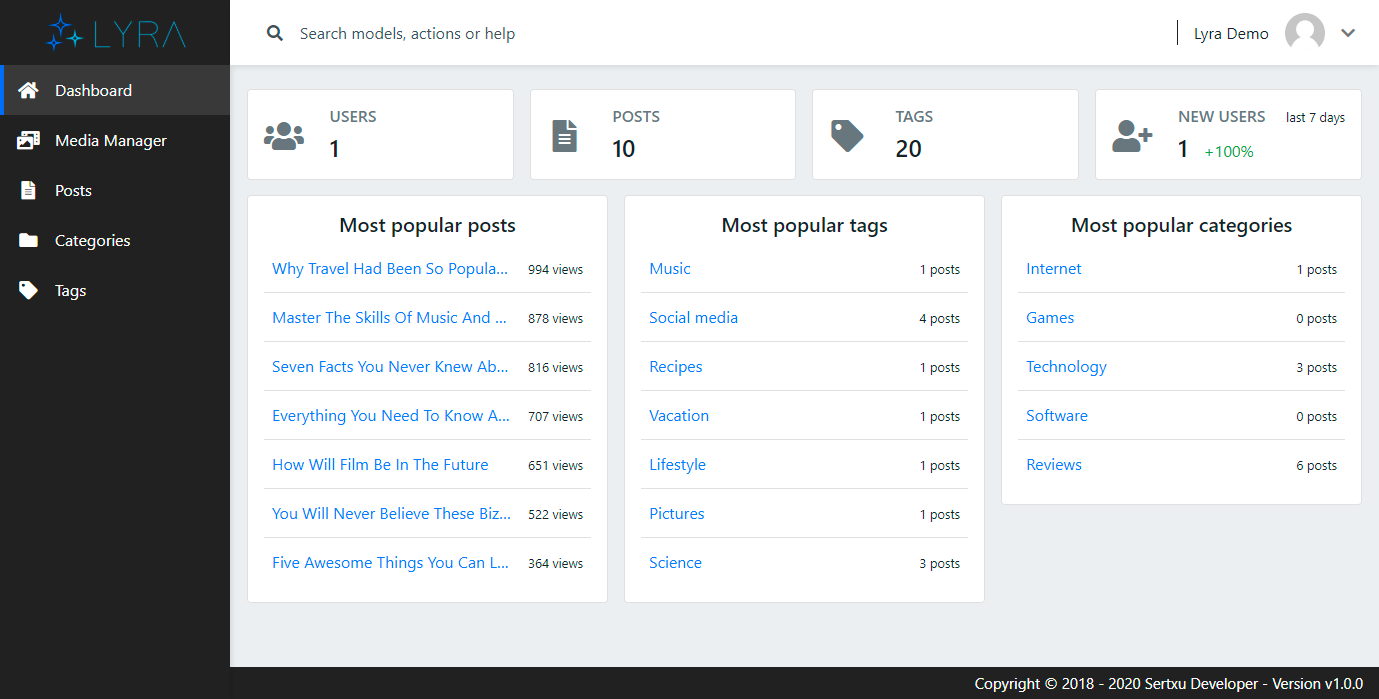 LYRA
Search models, actions or help
Lyra Demo
Dashboard
Media Manager
Posts
Categories
Tags
USERS
1
POSTS
10
TAGS
20
NEW USERS last 7 days
1 +100%
Most popular posts
Why Travel Had Been So Popula... 994 views
Master The Skills Of Music And ... 878 views
Seven Facts You Never Knew Ab... 816 views
Everything You Need To Know A... 707 views
How Will Film Be In The Future 651 views
You Will Never Believe These Biz... 522 views
Five Awesome Things You Can L... 364 views
Most popular tags
Music 1 posts
Social media 4 posts
Recipes 1 posts
Vacation 1 posts
Lifestyle 1 posts
Pictures 1 posts
Science 3 posts
Most popular categories
Internet 1 posts
Games 0 posts
Technology 3 posts
Software 0 posts
Reviews 6 posts
Copyright © 2018 - 2020 Sertxu Developer - Version v1.0.0